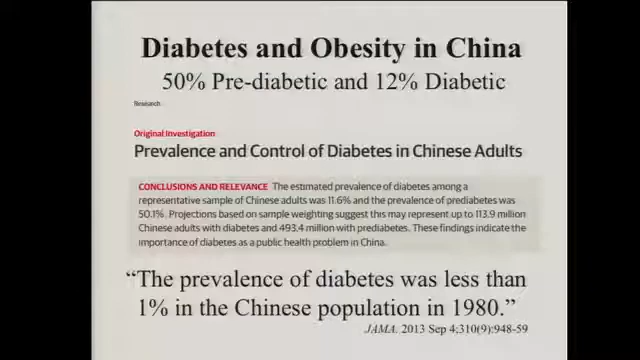 Diabetes and Obesity in China
50% Pre-diabetic and 12% Diabetic
Research
Original Investigation
Prevalence and Control of Diabetes in Chinese Adults
CONCLUSIONS AND RELEVANCE The estimated prevalence of diabetes among a
representative sample of Chinese adults was 11.6% and the prevalence of prediabetes was
50.1%. Projections based on sample weighting suggest this may represent up to 113.9 million
Chinese adults with diabetes and 493.4 million with prediabetes. These findings indicate the
importance of diabetes as a public health problem in China.
“The prevalence of diabetes was less than
1% in the Chinese population in 1980.”
JAMA. 2013 Sep 4;310(9):948-59